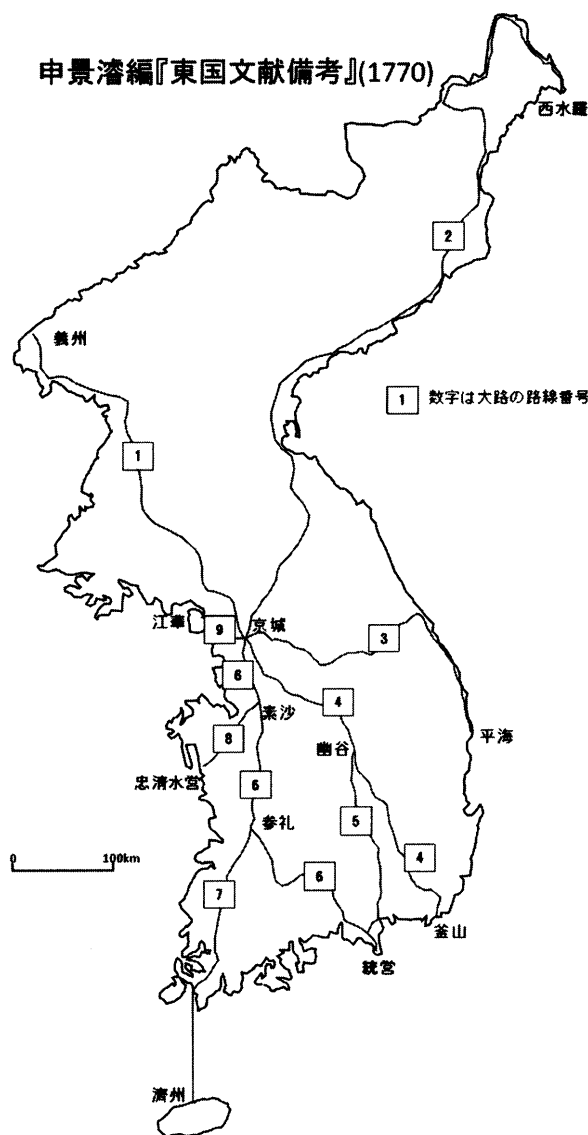 申景濬編『東国文献備考』(1770)
西水羅
2
義州
1 数字は大路の路線番号
1
江華
9
京城
3
6
4
素沙
8
幽谷
平海
忠清水営
6
参礼
5
0 100km
6
4
7
釜山
統営
済州